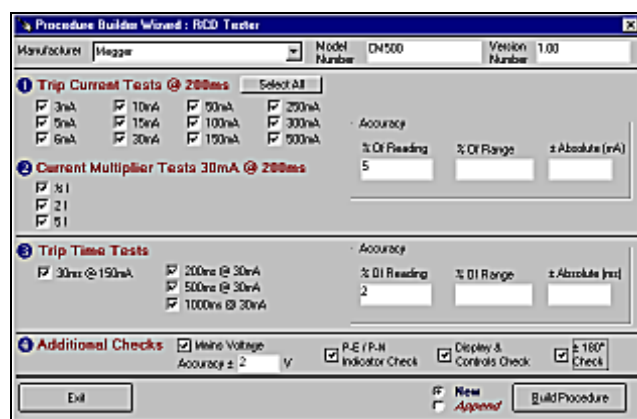 Procedure Builder Wizard : RCD Tester
Manufacturer Megger Model Number CM500 Version Number 1.00
1 Trip Current Tests @ 200ms Select All
3mA 10mA 50mA 250mA
5mA 15mA 100mA 300mA
6mA 30mA 150mA 500mA
Accuracy
% Of Reading % Of Range ± Absolute (mA)
5
2 Current Multiplier Tests 30mA @ 200ms
½ I
2 I
5 I
3 Trip Time Tests
30ms @ 150mA 200ms @ 30mA
500ms @ 30mA
1000ms @ 30mA
Accuracy
% Of Reading % Of Range ± Absolute (ms)
2
4 Additional Checks Mains Voltage
Accuracy ± 2 V
P-E / P-N Indicator Check
Display & Controls Check
± 180° Check
Exit New Append Build Procedure